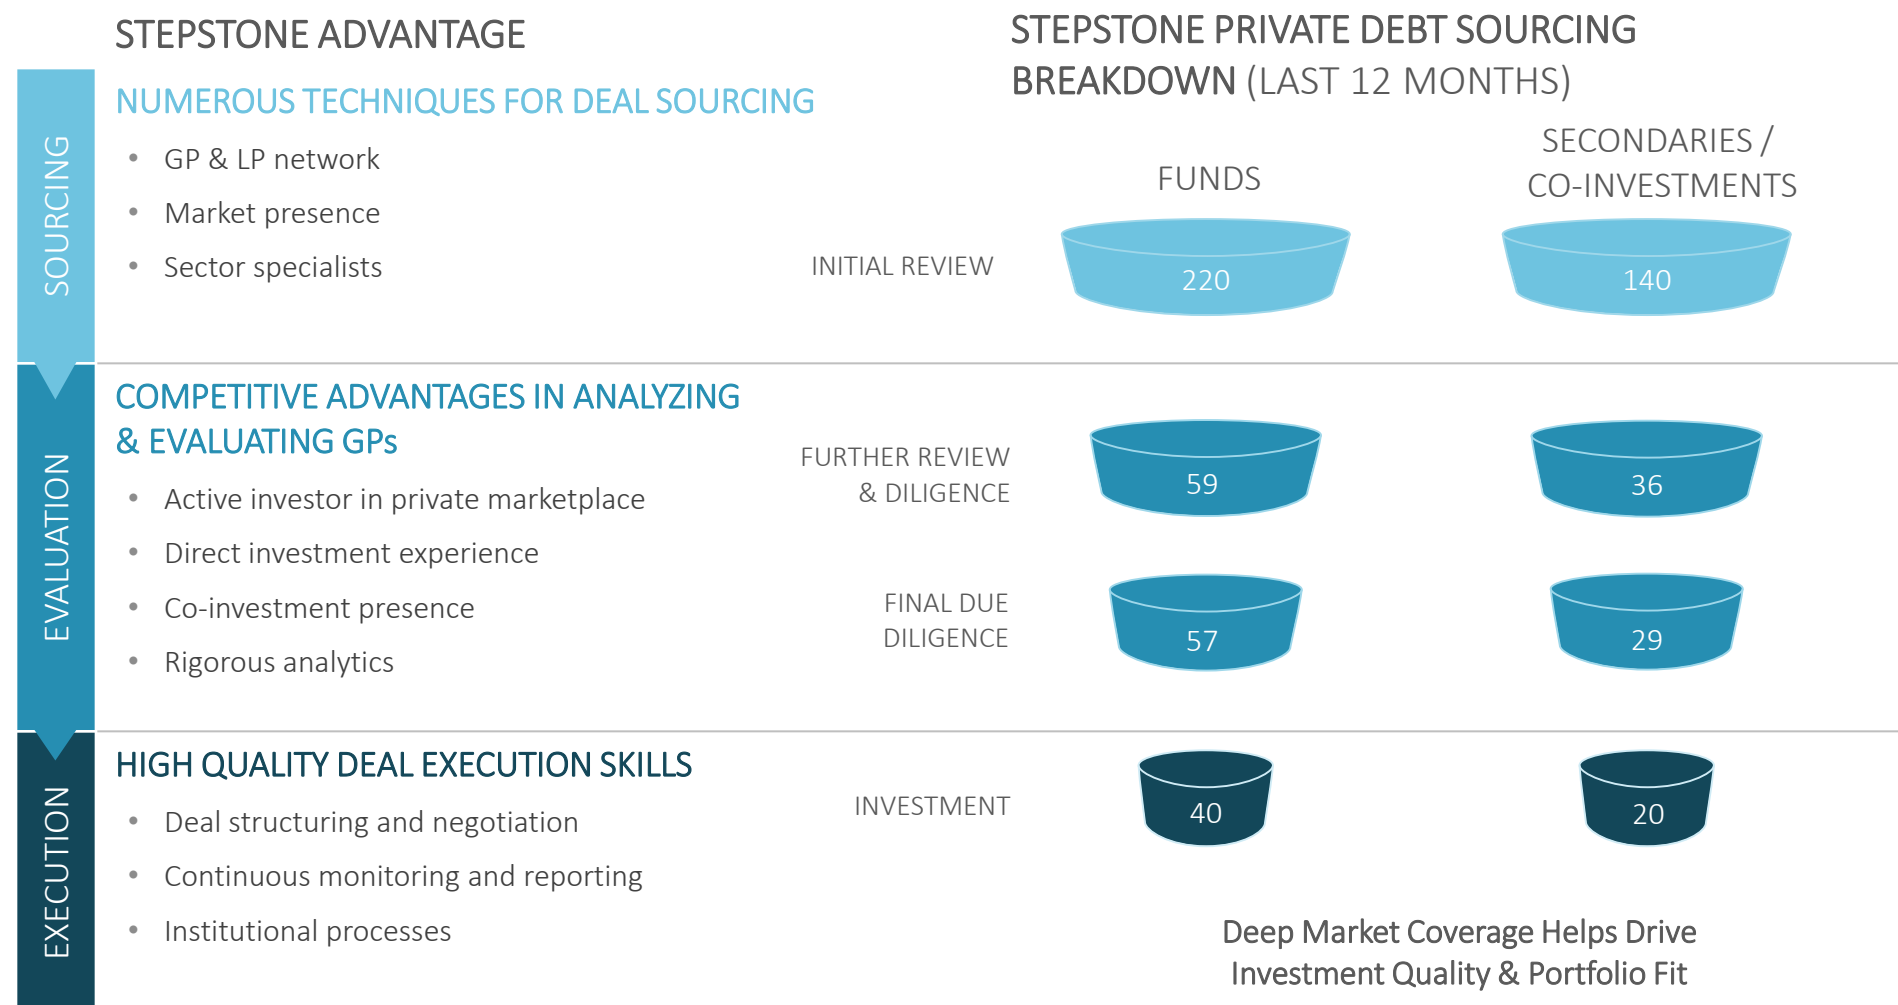 STEPSTONE ADVANTAGE
NUMEROUS TECHNIQUES FOR DEAL SOURCING
SOURCING
• GP & LP network
• Market presence
• Sector specialists
STEPSTONE PRIVATE DEBT SOURCING
BREAKDOWN (LAST 12 MONTHS)
FUNDS
SECONDARIES /
CO-INVESTMENTS
INITIAL REVIEW
220
140
COMPETITIVE ADVANTAGES IN ANALYZING
& EVALUATING GPs
EVALUATION
• Active investor in private marketplace
• Direct investment experience
• Co-investment presence
• Rigorous analytics
FURTHER REVIEW
& DILIGENCE
59
36
FINAL DUE
DILIGENCE
57
29
HIGH QUALITY DEAL EXECUTION SKILLS
EXECUTION
• Deal structuring and negotiation
• Continuous monitoring and reporting
• Institutional processes
INVESTMENT
40
20
Deep Market Coverage Helps Drive
Investment Quality & Portfolio Fit